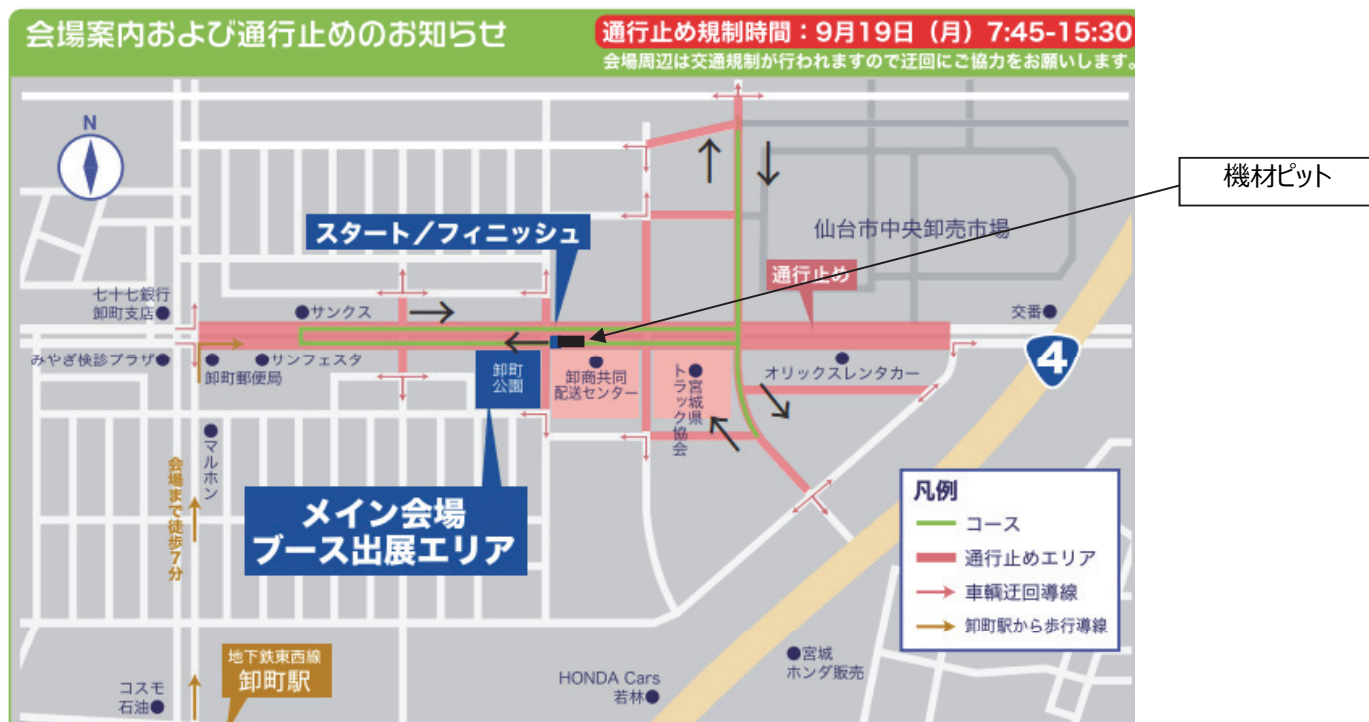 会場案内および通行止めのお知らせ
通行止め規制時間：9月19日（月）7:45-15:30
会場周辺は交通規制が行われますので迂回にご協力をお願いします。
N
機材ピット
仙台市中央卸売市場
スタート／フィニッシュ
通行止め
七十七銀行
卸町支店
サンクス
交番
4
みやぎ検診プラザ
サンフェスタ
卸町郵便局
卸町
公園
卸商共同
配送センター
宮城県
トラック協会
オリックスレンタカー
マルホン
会場まで徒歩7分
メイン会場
ブース出展エリア
凡例
コース
通行止めエリア
車輌迂回導線
卸町駅から歩行導線
地下鉄東西線
卸町駅
コスモ
石油
HONDA Cars
若林
宮城
ホンダ販売